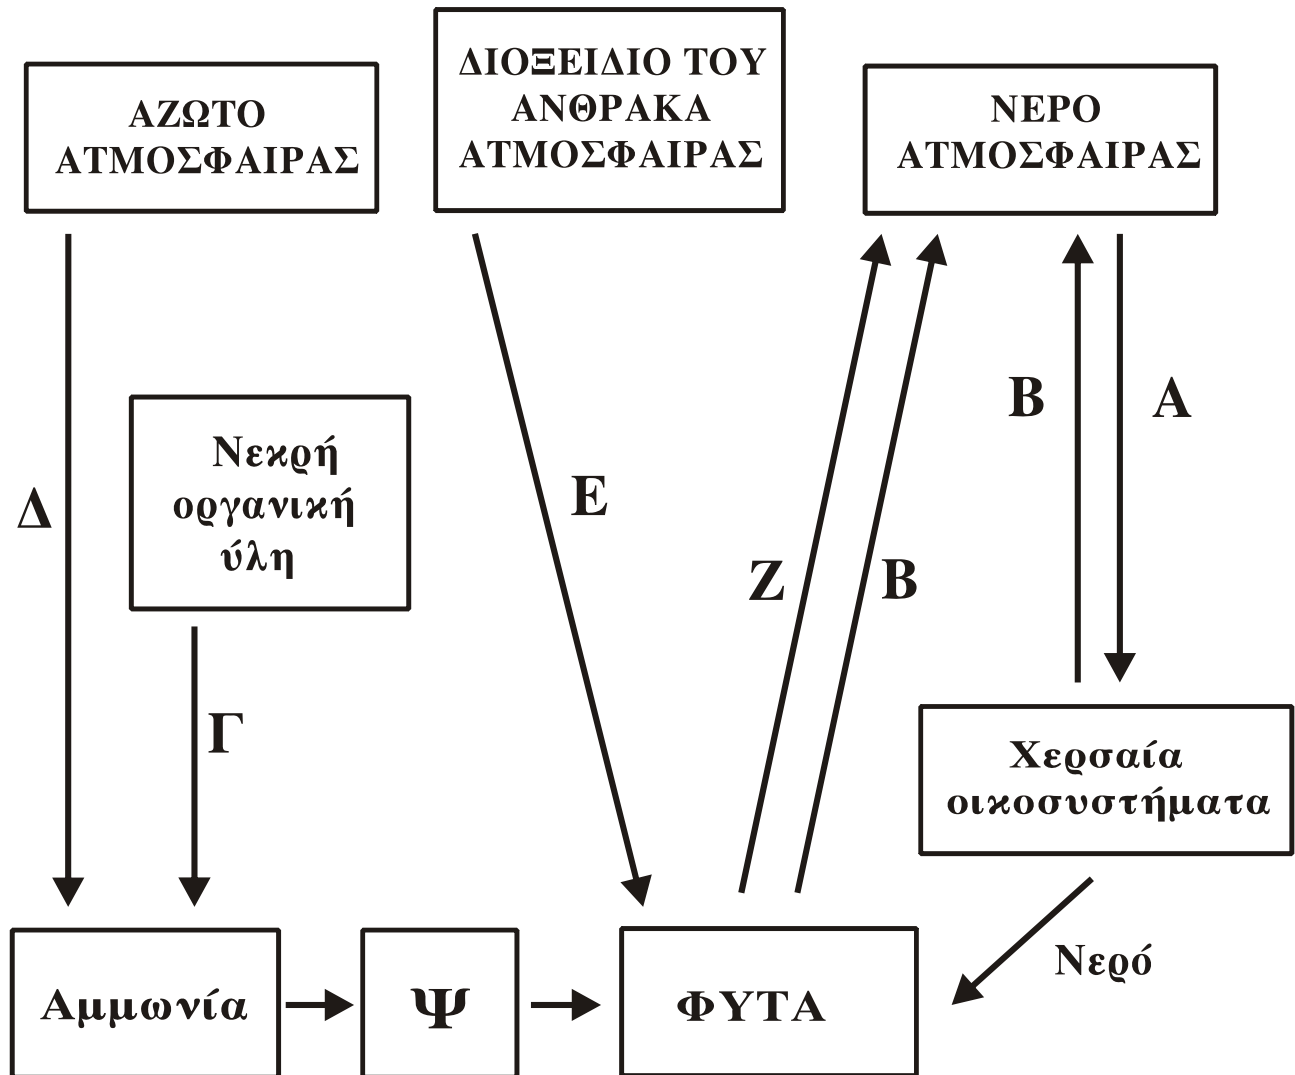 ΑΖΩΤΟ
ΑΤΜΟΣΦΑΙΡΑΣ
ΔΙΟΞΕΙΔΙΟ ΤΟΥ
ΑΝΘΡΑΚΑ
ΑΤΜΟΣΦΑΙΡΑΣ
ΝΕΡΟ
ΑΤΜΟΣΦΑΙΡΑΣ
Νεκρή
οργανική
ύλη
Δ
Γ
Ε
Ζ
Β
Β
Α
Χερσαία
οικοσυστήματα
Νερό
Αμμωνία
Ψ
ΦΥΤΑ